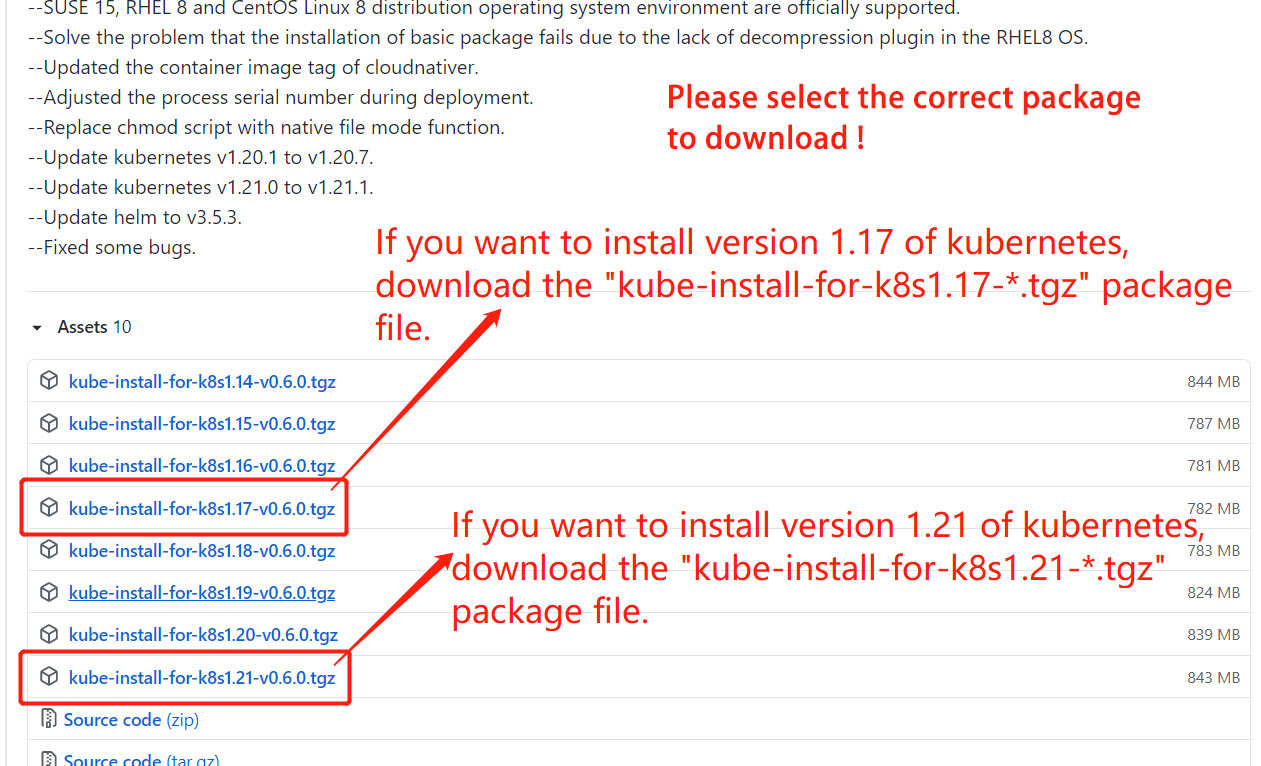 --SUSE 15, RHEL 8 and CentOS Linux 8 distribution operating system environment are officially supported.
--Solve the problem that the installation of basic package fails due to the lack of decompression plugin in the RHEL8 OS.
--Updated the container image tag of cloudnativer.
--Adjusted the process serial number during deployment.
--Replace chmod script with native file mode function.
--Update kubernetes v1.20.1 to v1.20.7.
--Update kubernetes v1.21.0 to v1.21.1.
--Update helm to v3.5.3.
--Fixed some bugs.
Please select the correct package
to download !
If you want to install version 1.17 of kubernetes,
download the "kube-install-for-k8s1.17-*.tgz" package
file.
Assets 10
kube-install-for-k8s1.14-v0.6.0.tgz 844 MB
kube-install-for-k8s1.15-v0.6.0.tgz 787 MB
kube-install-for-k8s1.16-v0.6.0.tgz 781 MB
kube-install-for-k8s1.17-v0.6.0.tgz 782 MB
kube-install-for-k8s1.18-v0.6.0.tgz 783 MB
kube-install-for-k8s1.19-v0.6.0.tgz 824 MB
kube-install-for-k8s1.20-v0.6.0.tgz 839 MB
kube-install-for-k8s1.21-v0.6.0.tgz 843 MB
If you want to install version 1.21 of kubernetes,
download the "kube-install-for-k8s1.21-*.tgz"
package file.
Source code (zip)
Source code (tar.gz)